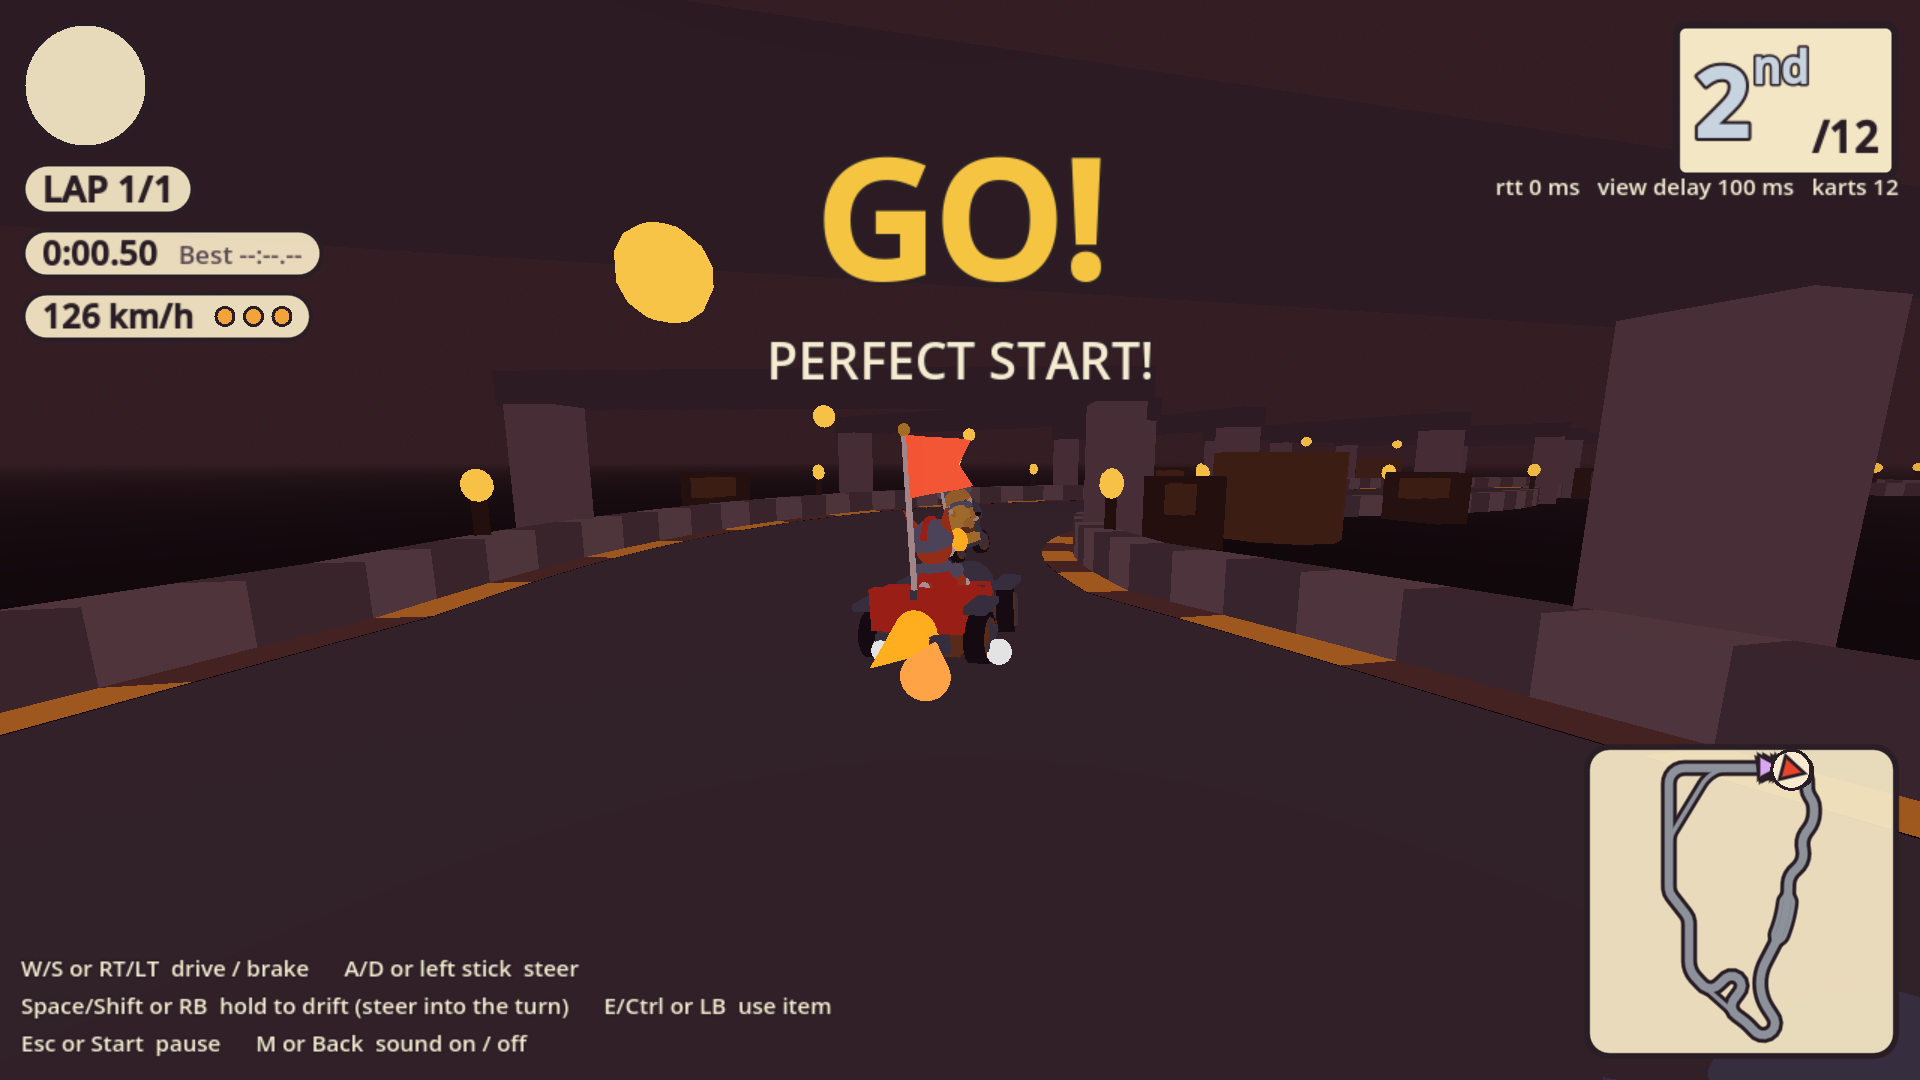 2nd
/12
rtt 0 ms view delay 100 ms karts 12
LAP 1/1
0:00.50 Best --:--.--
126 km/h
GO!
PERFECT START!
W/S or RT/LT drive / brake A/D or left stick steer
Space/Shift or RB hold to drift (steer into the turn) E/Ctrl or LB use item
Esc or Start pause M or Back sound on / off